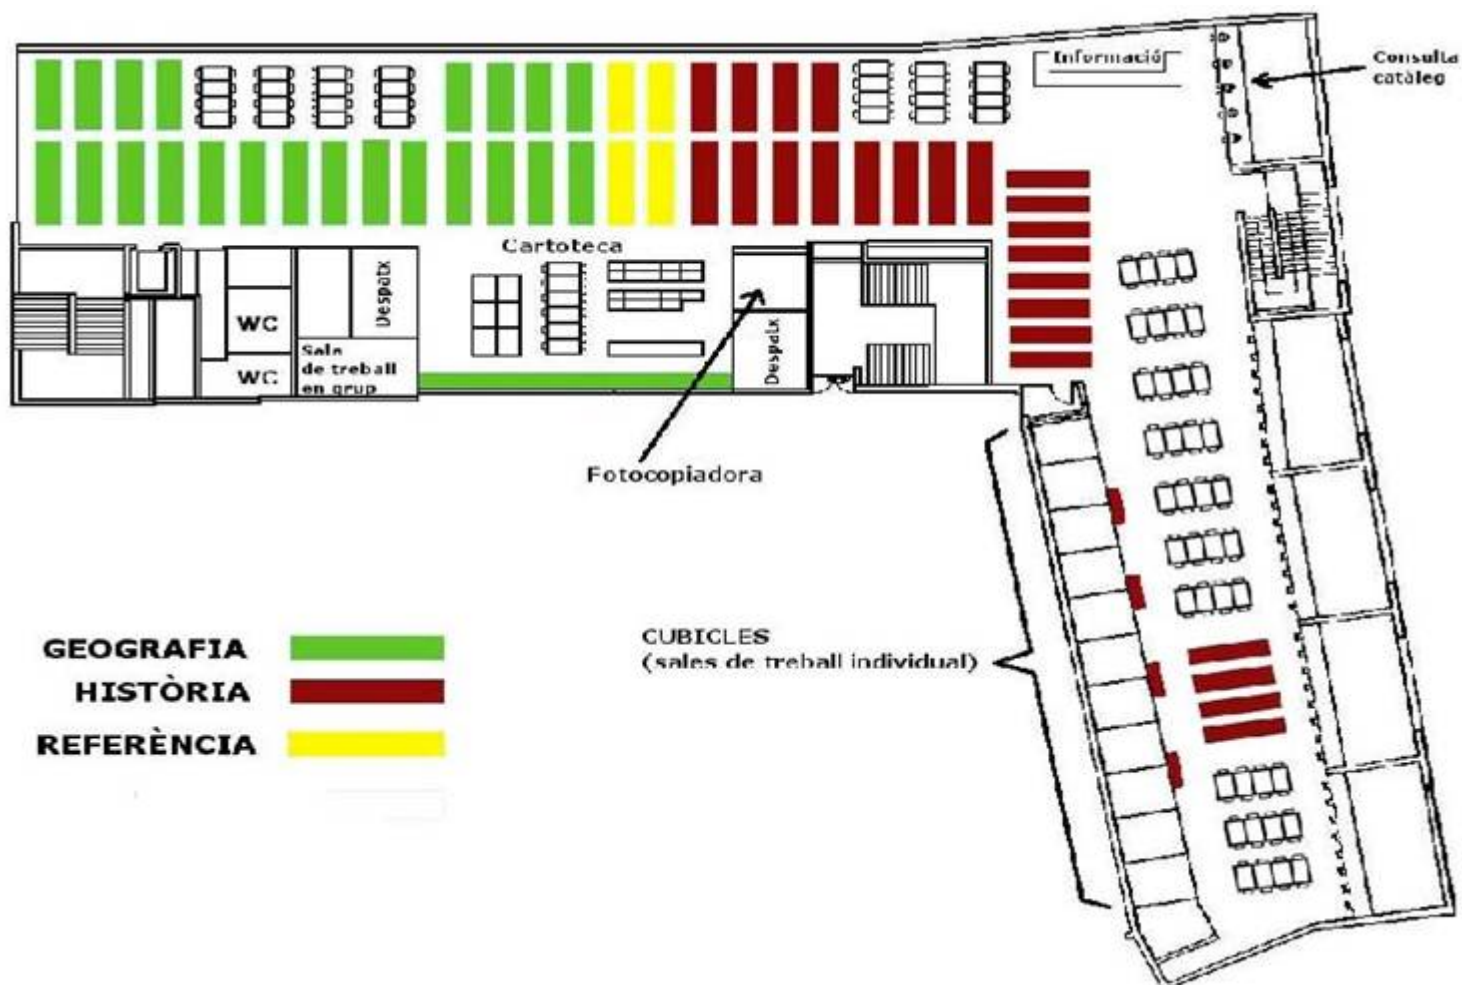 Informació
Consulta
catàleg
Cartoteca
WC
Despatx
WC
Sala
de treball
en grup
Despatx
Fotocopiadora
CUBICLES
(sales de treball individual)
GEOGRAFIA
HISTÒRIA
REFERÈNCIA